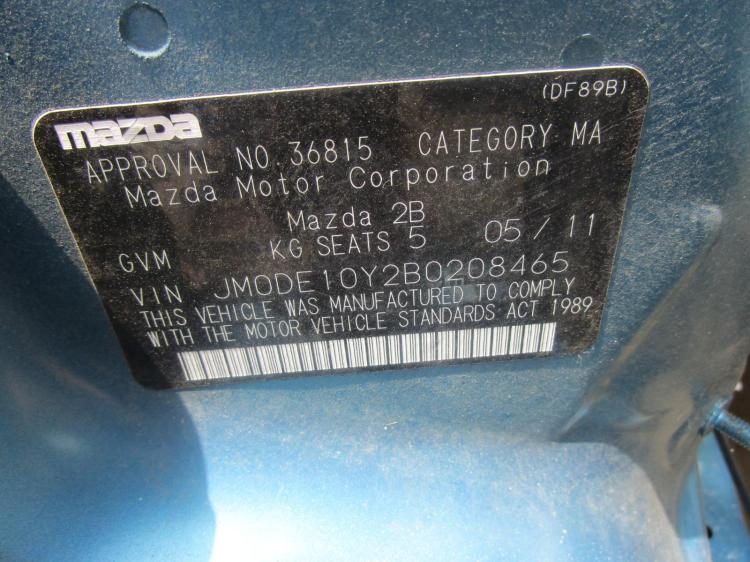 (DF89B)
mazda
APPROVAL NO. 36815 CATEGORY MA
Mazda Motor Corporation
Mazda 2B 05/11
GVM KG SEATS 5
VIN JM0DE10Y2B0208465
THIS VEHICLE WAS MANUFACTURED TO COMPLY
WITH THE MOTOR VEHICLE STANDARDS ACT 1989